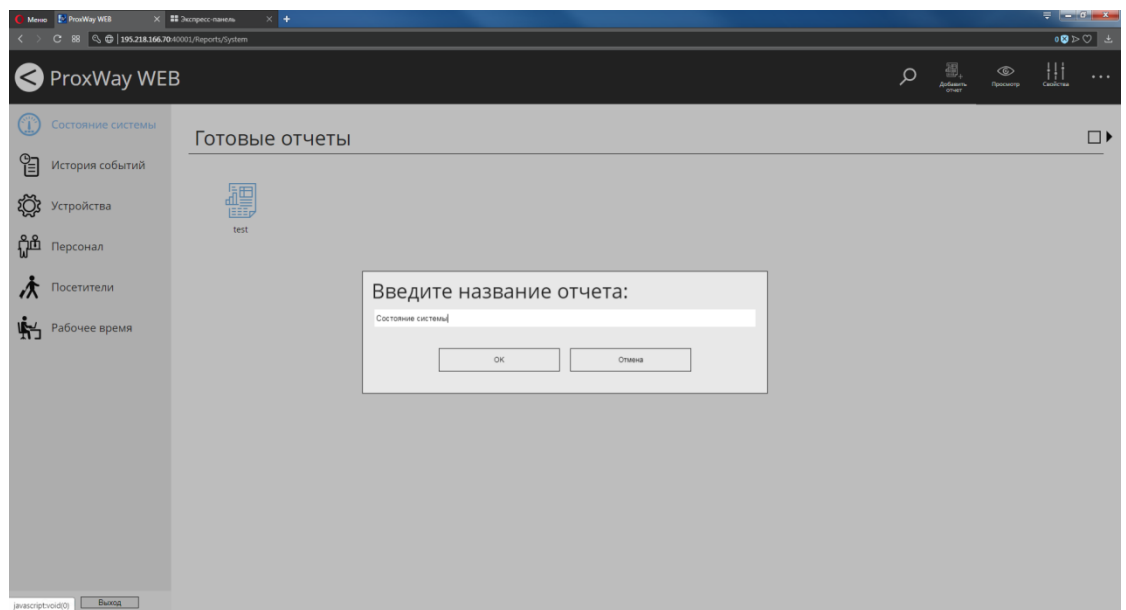 Меню
ProxWay WEB
Экспресс-панель
195.218.166.70:40001/Reports/System
0
ProxWay WEB
Добавить
отчет
Просмотр
Свойства
Состояние системы
История событий
Устройства
Персонал
Посетители
Рабочее время
Готовые отчеты
test
Введите название отчета:
Состояние системы
ОК
Отмена
javascript:void(0)
Выход